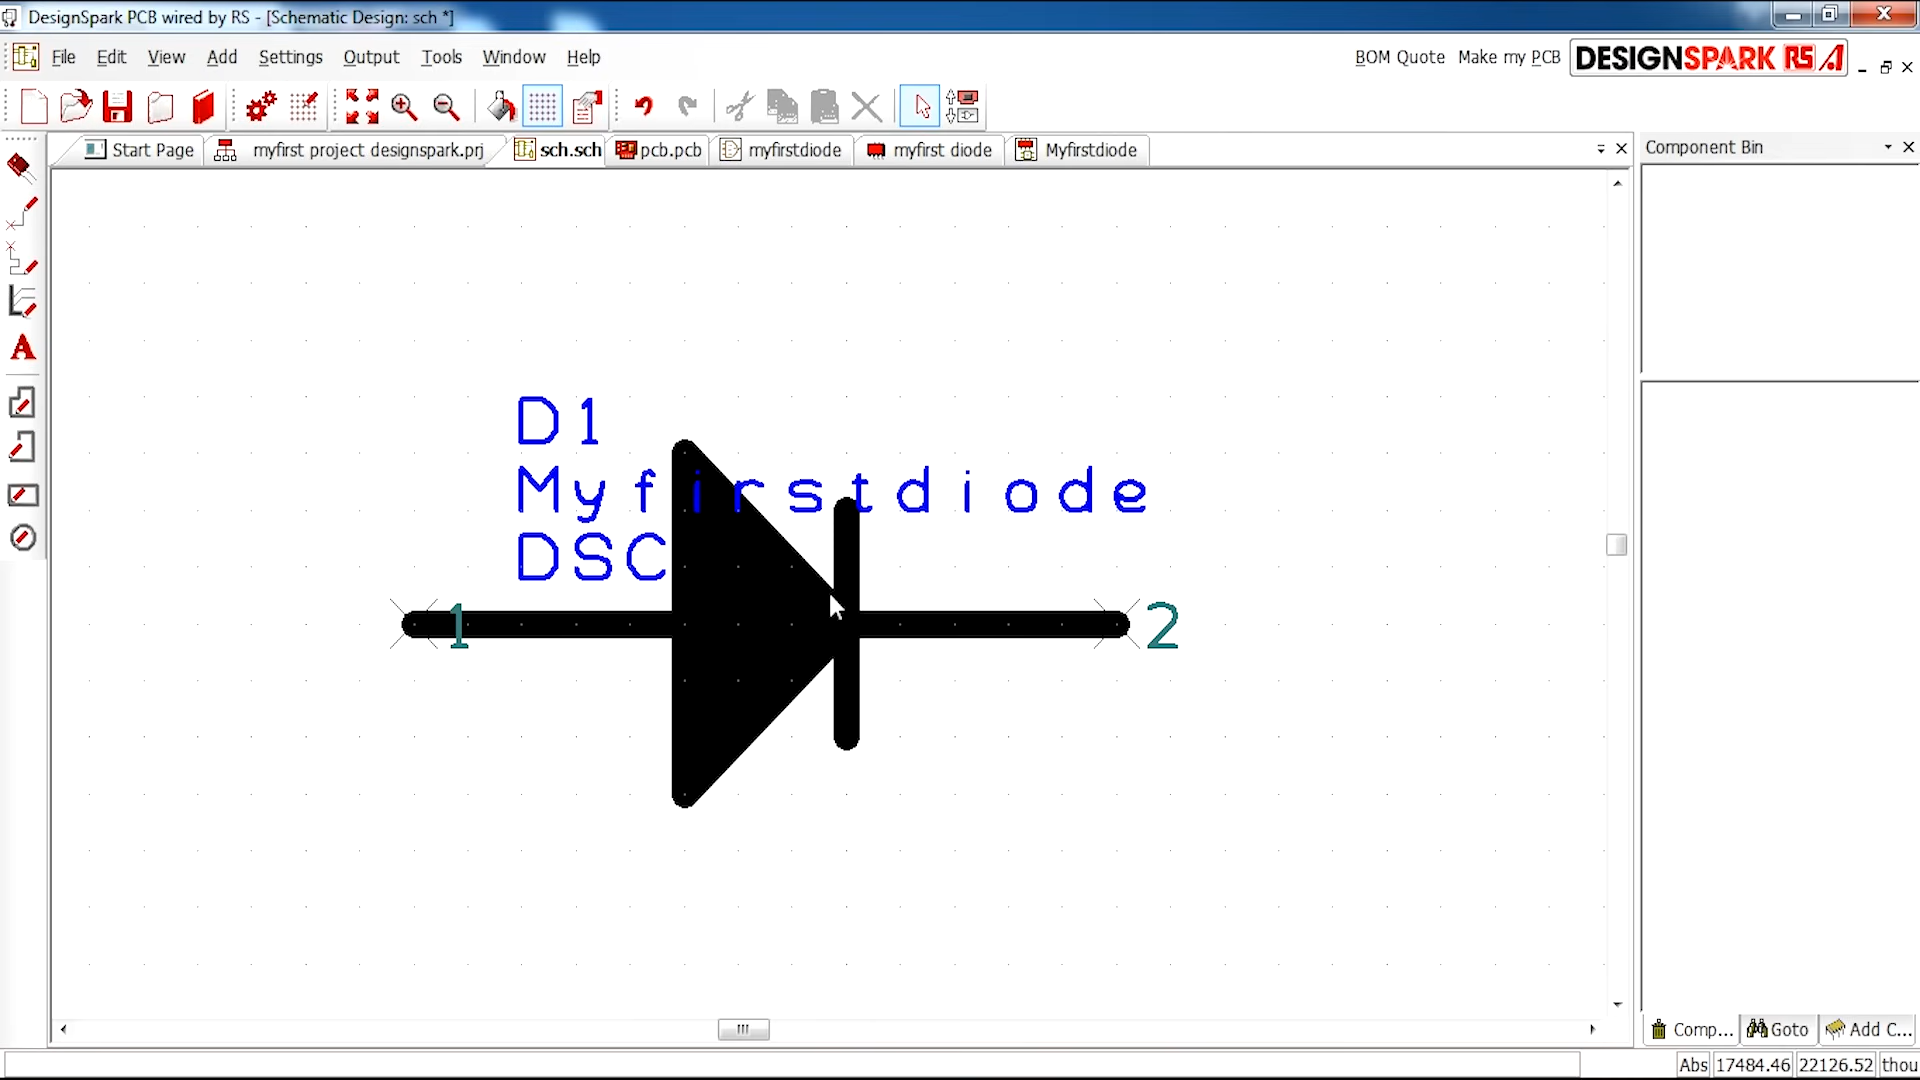 DesignSpark PCB wired by RS - [Schematic Design: sch *]
File Edit View Add Settings Output Tools Window Help
BOM Quote Make my PCB DESIGNSPARK RS
Start Page myfirst project designspark.prj sch.sch pcb.pcb myfirstdiode myfirst diode Myfirstdiode
Component Bin
D1
Myfirstdiode
DSC
1 2
Comp... Goto Add C...
Abs 17484.46 22126.52 thou